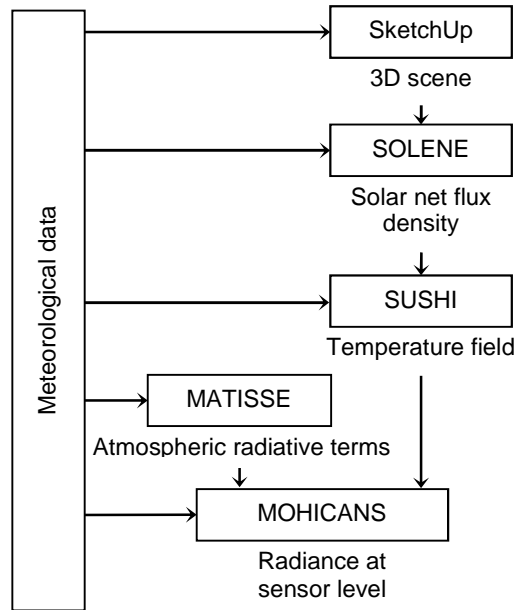 Meteorological data
SketchUp
3D scene
SOLENE
Solar net flux
density
SUSHI
Temperature field
MATISSE
Atmospheric radiative terms
MOHICANS
Radiance at
sensor level